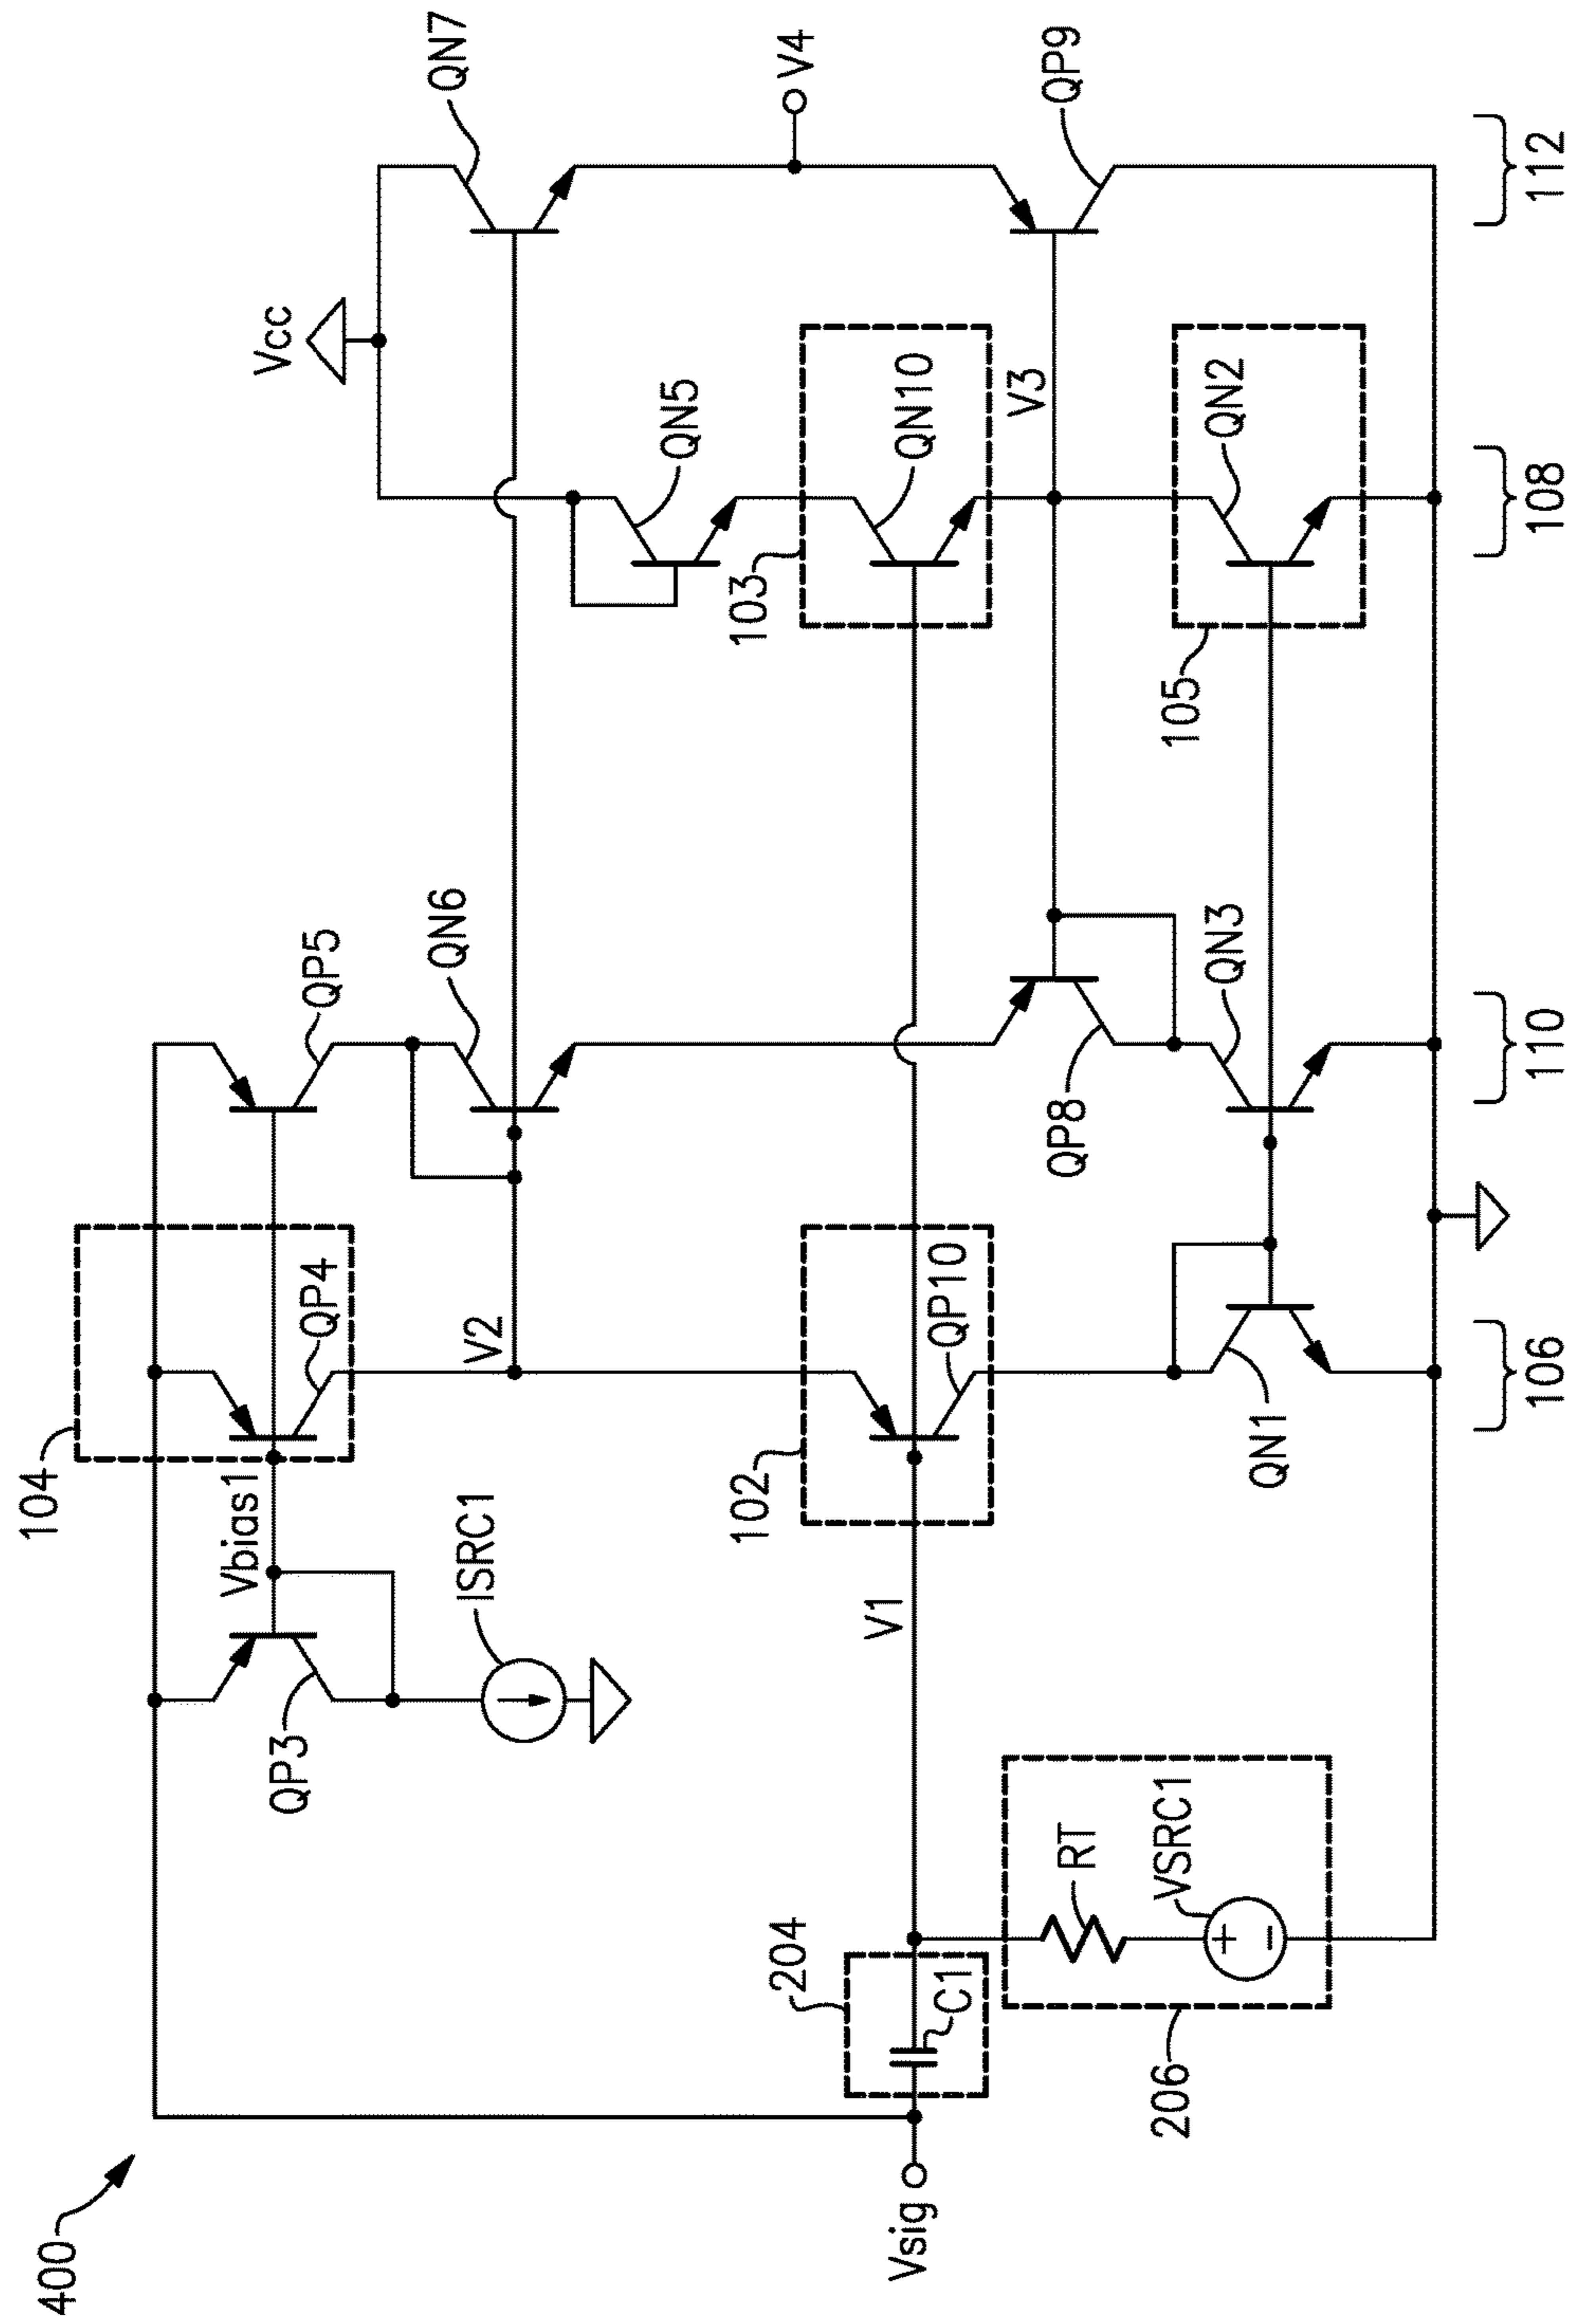 400
Vsig
204
C1
206
RT
VSRC1
QP3
ISRC1
Vbias1
104
QP4
V1
102
QP10
V2
QN1
106
QP5
QN6
QP8
QN3
110
Vcc
QN5
103
QN10
V3
105
QN2
108
QN7
V4
QP9
112